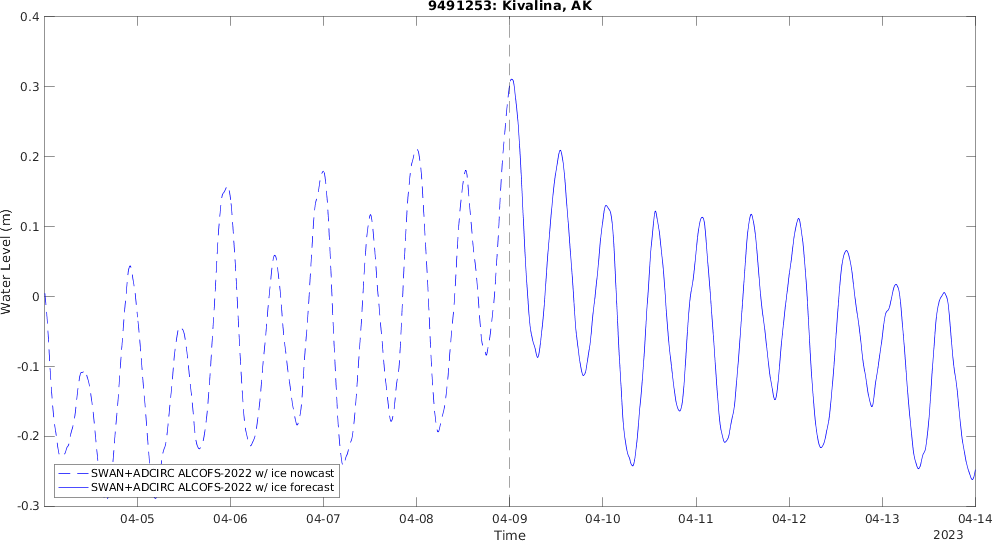 9491253: Kivalina, AK
0.4
0.3
0.2
0.1
0
-0.1
-0.2
-0.3
Water Level (m)
SWAN+ADCIRC ALCOFS-2022 w/ ice nowcast
SWAN+ADCIRC ALCOFS-2022 w/ ice forecast
04-05 04-06 04-07 04-08 04-09 04-10 04-11 04-12 04-13 04-14
Time
2023